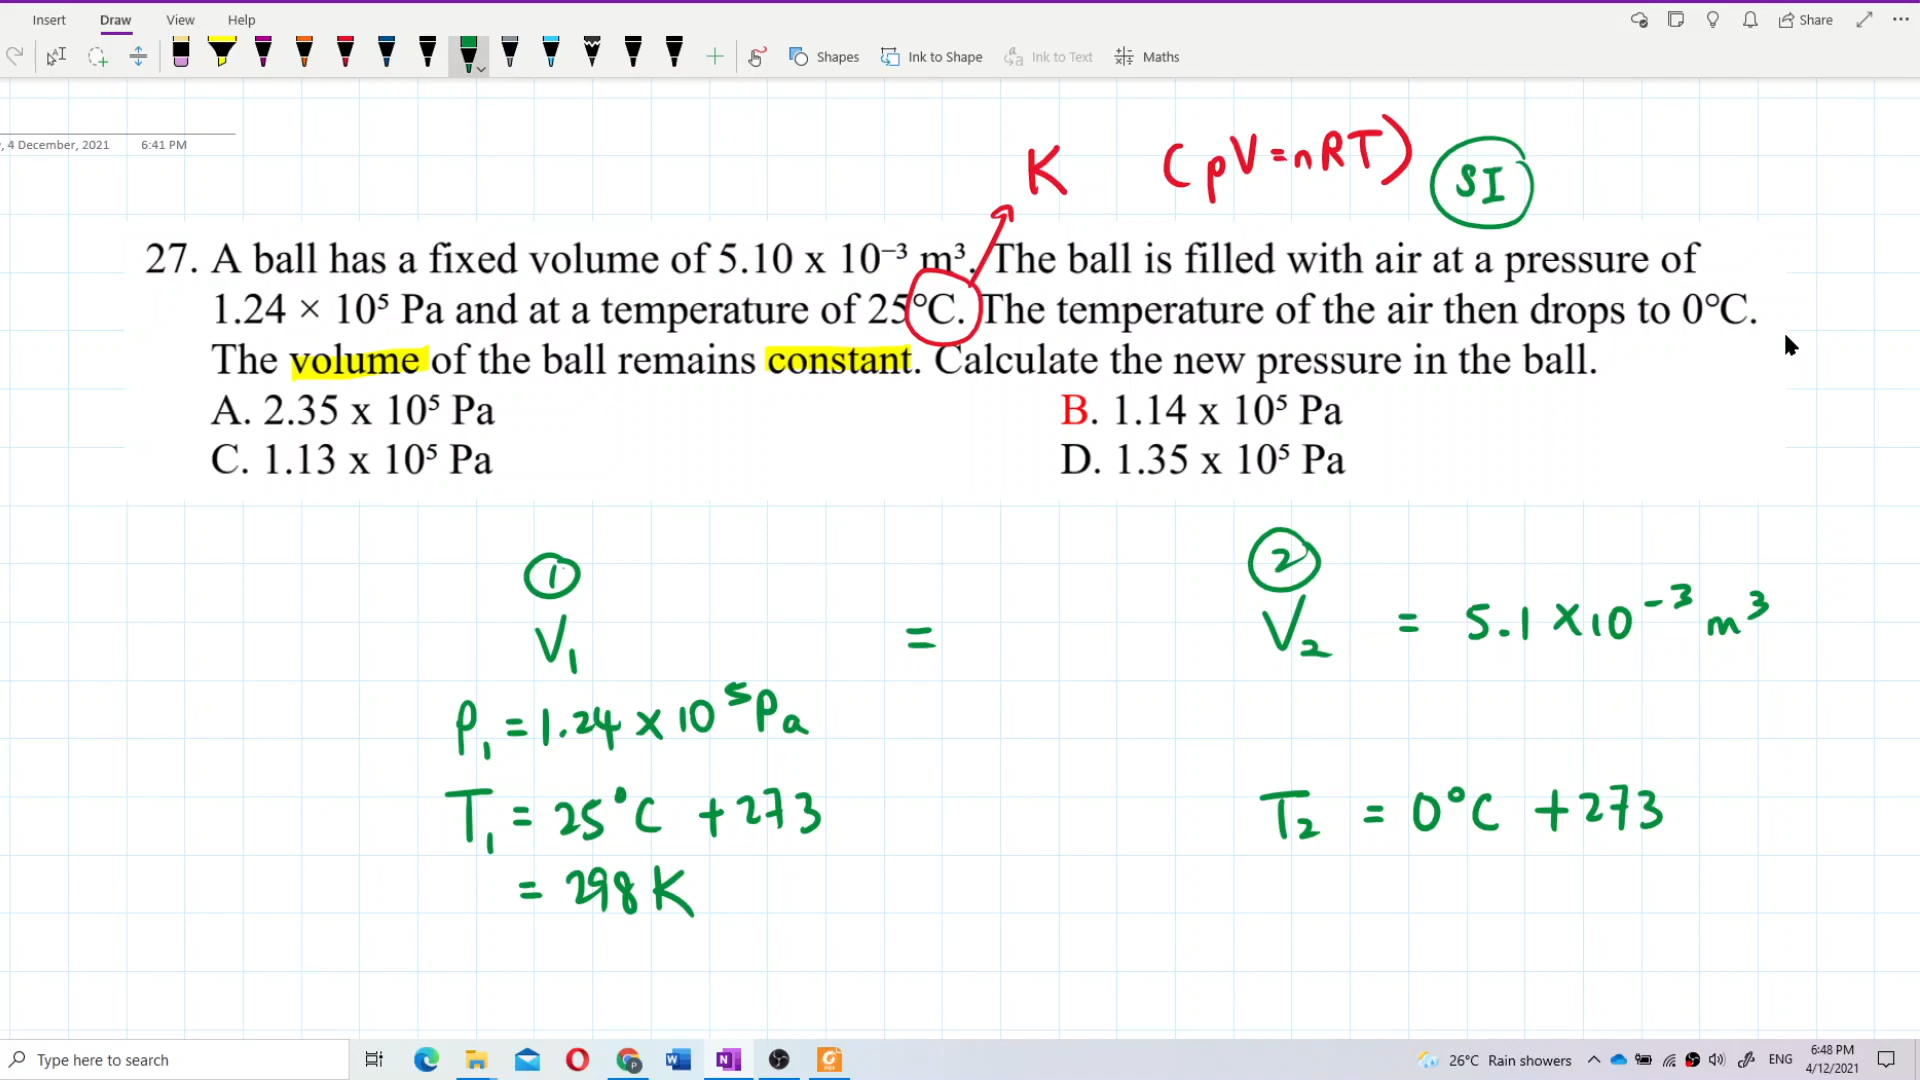 Insert Draw View Help
Share
Shapes Ink to Shape Ink to Text Maths
, 4 December, 2021 6:41 PM
K (pV=nRT) SI
27. A ball has a fixed volume of 5.10 x 10⁻³ m³. The ball is filled with air at a pressure of
1.24 × 10⁵ Pa and at a temperature of 25°C. The temperature of the air then drops to 0°C.
The volume of the ball remains constant. Calculate the new pressure in the ball.
A. 2.35 x 10⁵ Pa B. 1.14 x 10⁵ Pa
C. 1.13 x 10⁵ Pa D. 1.35 x 10⁵ Pa
① ②
V₁ = V₂ = 5.1 × 10⁻³ m³
P₁ = 1.24 × 10⁵ Pa
T₁ = 25°C + 273 T₂ = 0°C + 273
= 298 K
Type here to search
26°C Rain showers ENG 6:48 PM
4/12/2021